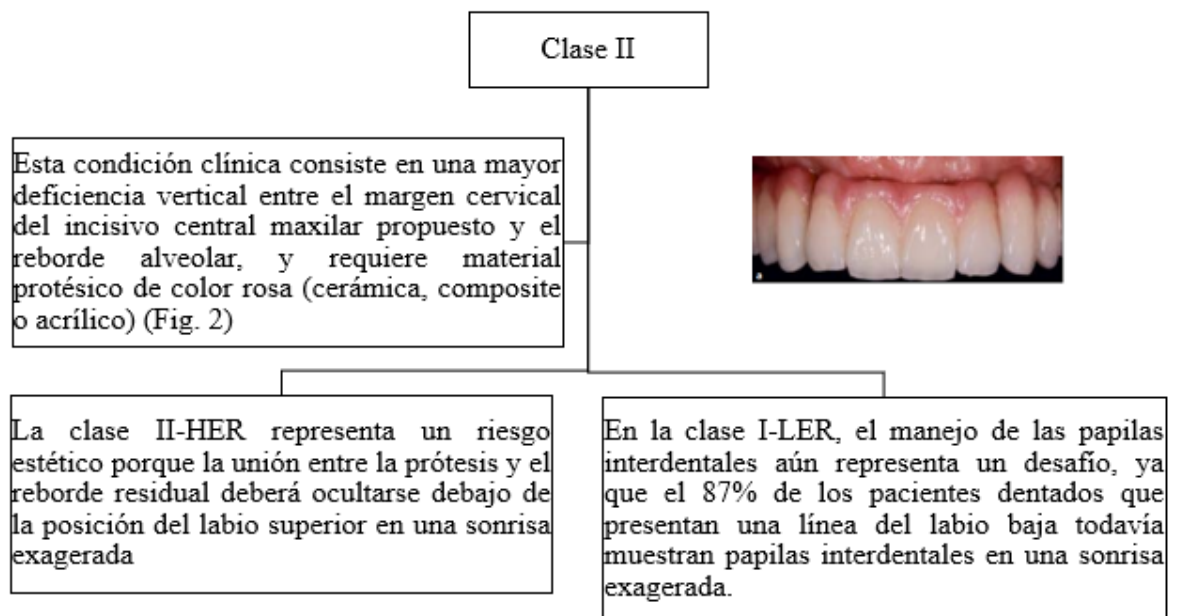 Clase II
Esta condición clínica consiste en una mayor
deficiencia vertical entre el margen cervical
del incisivo central maxilar propuesto y el
reborde alveolar, y requiere material
protésico de color rosa (cerámica, composite
o acrílico) (Fig. 2)
a
La clase II-HER representa un riesgo
estético porque la unión entre la prótesis y el
reborde residual deberá ocultarse debajo de
la posición del labio superior en una sonrisa
exagerada
En la clase I-LER, el manejo de las papilas
interdentales aún representa un desafío, ya
que el 87% de los pacientes dentados que
presentan una línea del labio baja todavía
muestran papilas interdentales en una sonrisa
exagerada.